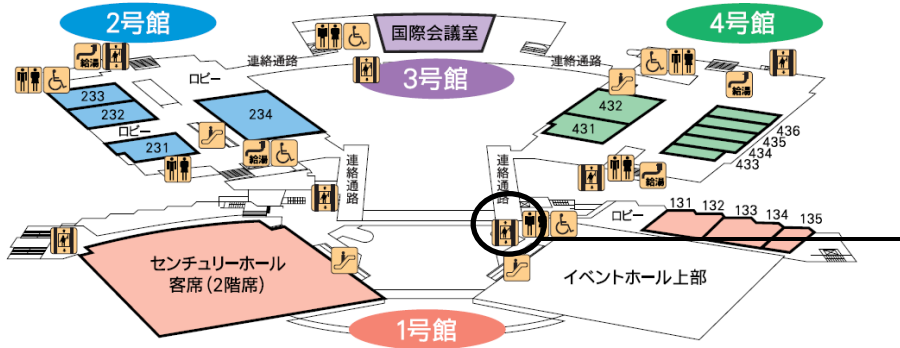 2号館
国際会議室
4号館
給湯
連絡通路
連絡通路
ロビー
3号館
給湯
233
232
234
432
431
ロビー
231
436
435
434
433
給湯
連絡通路
連絡通路
給湯
ロビー
131
132
133
134
135
センチュリーホール
客席(2階席)
イベントホール上部
1号館